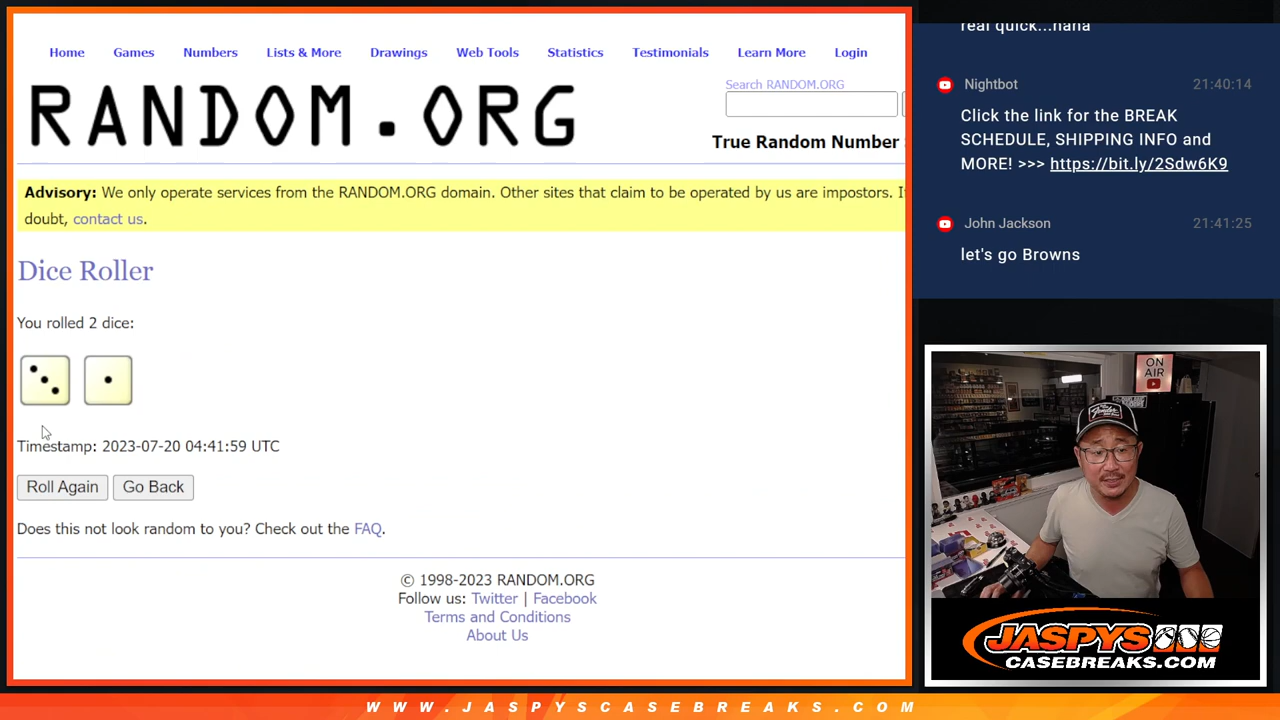 Home Games Numbers Lists & More Drawings Web Tools Statistics Testimonials Learn More Login
RANDOM.ORG
Search RANDOM.ORG
True Random Number
Advisory: We only operate services from the RANDOM.ORG domain. Other sites that claim to be operated by us are impostors. I
doubt, contact us.
Dice Roller
You rolled 2 dice:
Timestamp: 2023-07-20 04:41:59 UTC
Roll Again Go Back
Does this not look random to you? Check out the FAQ.
© 1998-2023 RANDOM.ORG
Follow us: Twitter | Facebook
Terms and Conditions
About Us
real quick...haha
Nightbot 21:40:14
Click the link for the BREAK
SCHEDULE, SHIPPING INFO and
MORE! >>> https://bit.ly/2Sdw6K9
John Jackson 21:41:25
let's go Browns
ON
AIR
Fender
JASPYS
CASEBREAKS.COM
WWW.JASPYSCASEBREAKS.COM